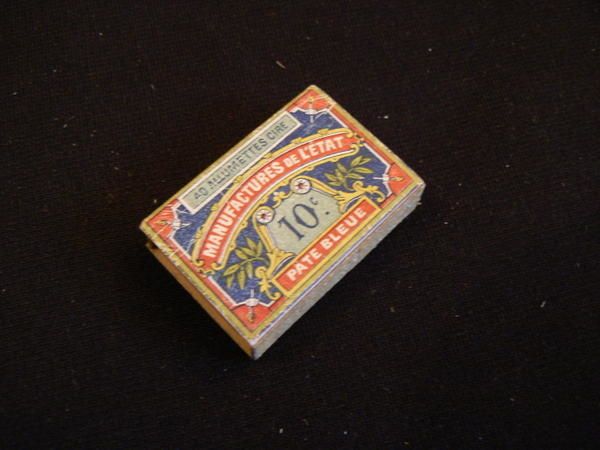 40 ALLUMETTES CIRE
MANUFACTURES DE L'ETAT
10c.
PATE BLEUE